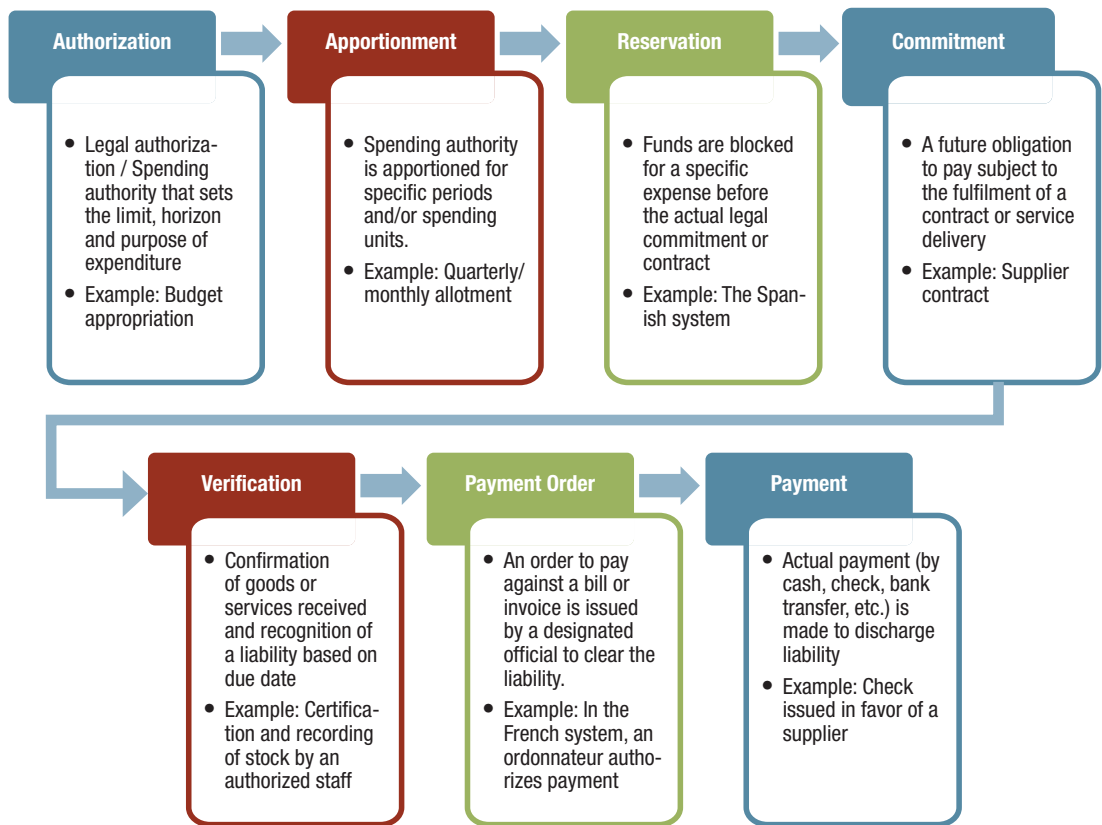 Authorization
• Legal authoriza-
tion / Spending
authority that sets
the limit, horizon
and purpose of
expenditure
• Example: Budget
appropriation
Apportionment
• Spending authority
is apportioned for
specific periods
and/or spending
units.
• Example: Quarterly/
monthly allotment
Reservation
• Funds are blocked
for a specific
expense before
the actual legal
commitment or
contract
• Example: The Span-
ish system
Commitment
• A future obligation
to pay subject to
the fulfilment of a
contract or service
delivery
• Example: Supplier
contract
Verification
• Confirmation
of goods or
services received
and recognition of
a liability based on
due date
• Example: Certifica-
tion and recording
of stock by an
authorized staff
Payment Order
• An order to pay
against a bill or
invoice is issued
by a designated
official to clear the
liability.
• Example: In the
French system, an
ordonnateur autho-
rizes payment
Payment
• Actual payment (by
cash, check, bank
transfer, etc.) is
made to discharge
liability
• Example: Check
issued in favor of a
supplier